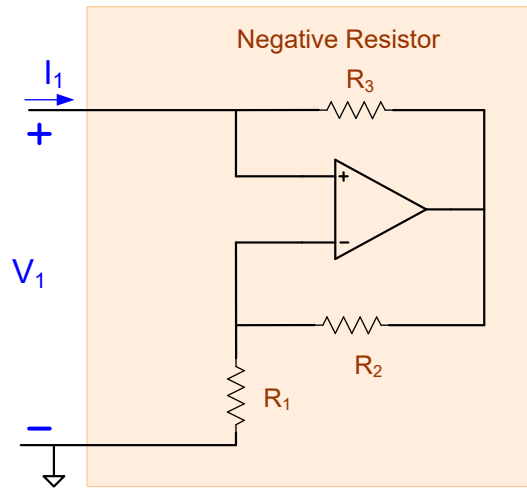 Negative Resistor
I₁
R₃
+
+
−
V₁
R₂
R₁
−